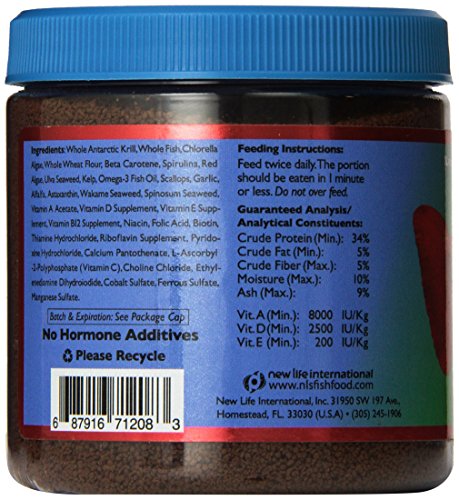 Ingredients: Whole Antarctic Krill, Whole Fish, Chlorella
Algae, Whole Wheat Flour, Beta Carotene, Spirulina, Red
Algae, Ulva Seaweed, Kelp, Omega-3 Fish Oil, Scallops, Garlic,
Alfalfa, Astaxanthin, Wakame Seaweed, Spinosum Seaweed,
Vitamin A Acetate, Vitamin D Supplement, Vitamin E Supple-
ment, Vitamin B12 Supplement, Niacin, Folic Acid, Biotin,
Thiamine Hydrochloride, Riboflavin Supplement, Pyrido-
xine Hydrochloride, Calcium Pantothenate, L-Ascorbyl
-2-Polyphosphate (Vitamin C), Choline Chloride, Ethyl-
enediamine Dihydroiodide, Cobalt Sulfate, Ferrous Sulfate,
Manganese Sulfate.
Batch & Expiration: See Package Cap
No Hormone Additives
Please Recycle
6 87916 71208 3
Feeding Instructions:
Feed twice daily. The portion
should be eaten in 1 minute
or less. Do not over feed.
Guaranteed Analysis/
Analytical Constituents:
Crude Protein (Min.): 34%
Crude Fat (Min.): 5%
Crude Fiber (Max.): 5%
Moisture (Max.): 10%
Ash (Max.): 9%
Vit. A (Min.): 8000 IU/Kg
Vit. D (Min.): 2500 IU/Kg
Vit. E (Min.): 200 IU/Kg
new life international
www.nlsfishfood.com
New Life International, Inc. 31950 SW 197 Ave.,
Homestead, FL. 33030 (U.S.A) • (305) 245-1906